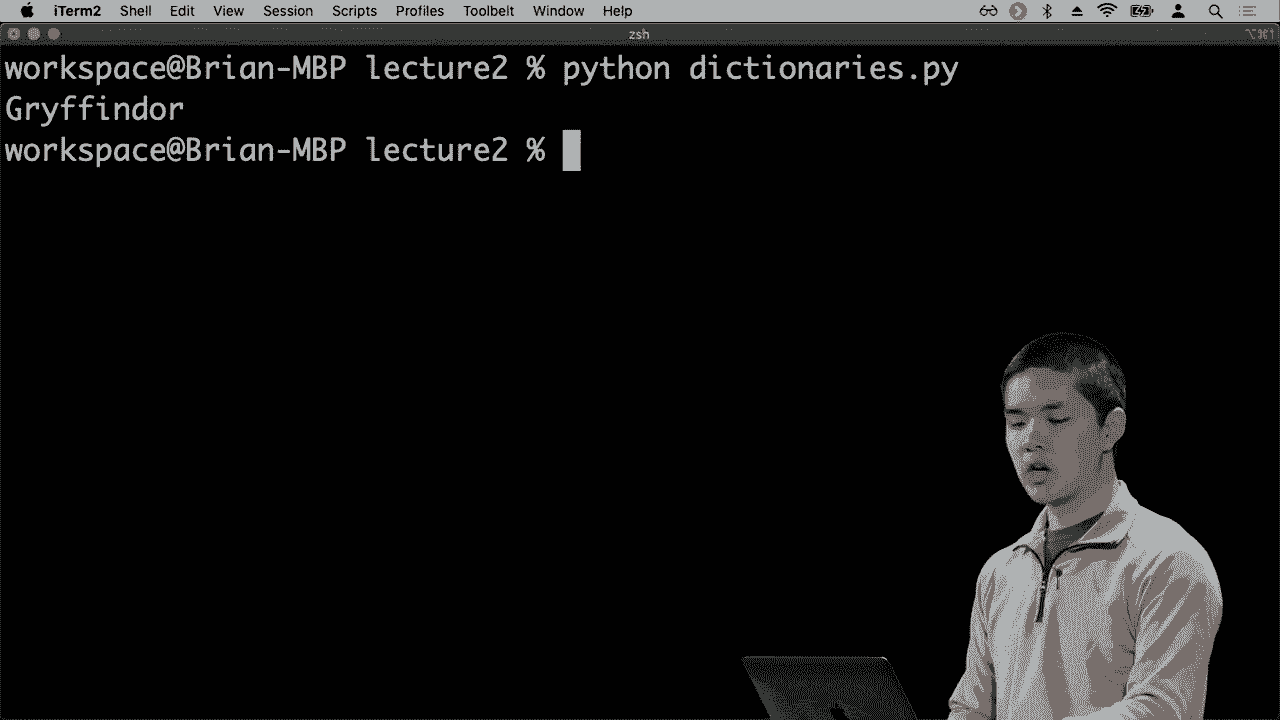 iTerm2 Shell Edit View Session Scripts Profiles Toolbelt Window Help
zsh ⌥⌘1
workspace@Brian-MBP lecture2 % python dictionaries.py
Gryffindor
workspace@Brian-MBP lecture2 %